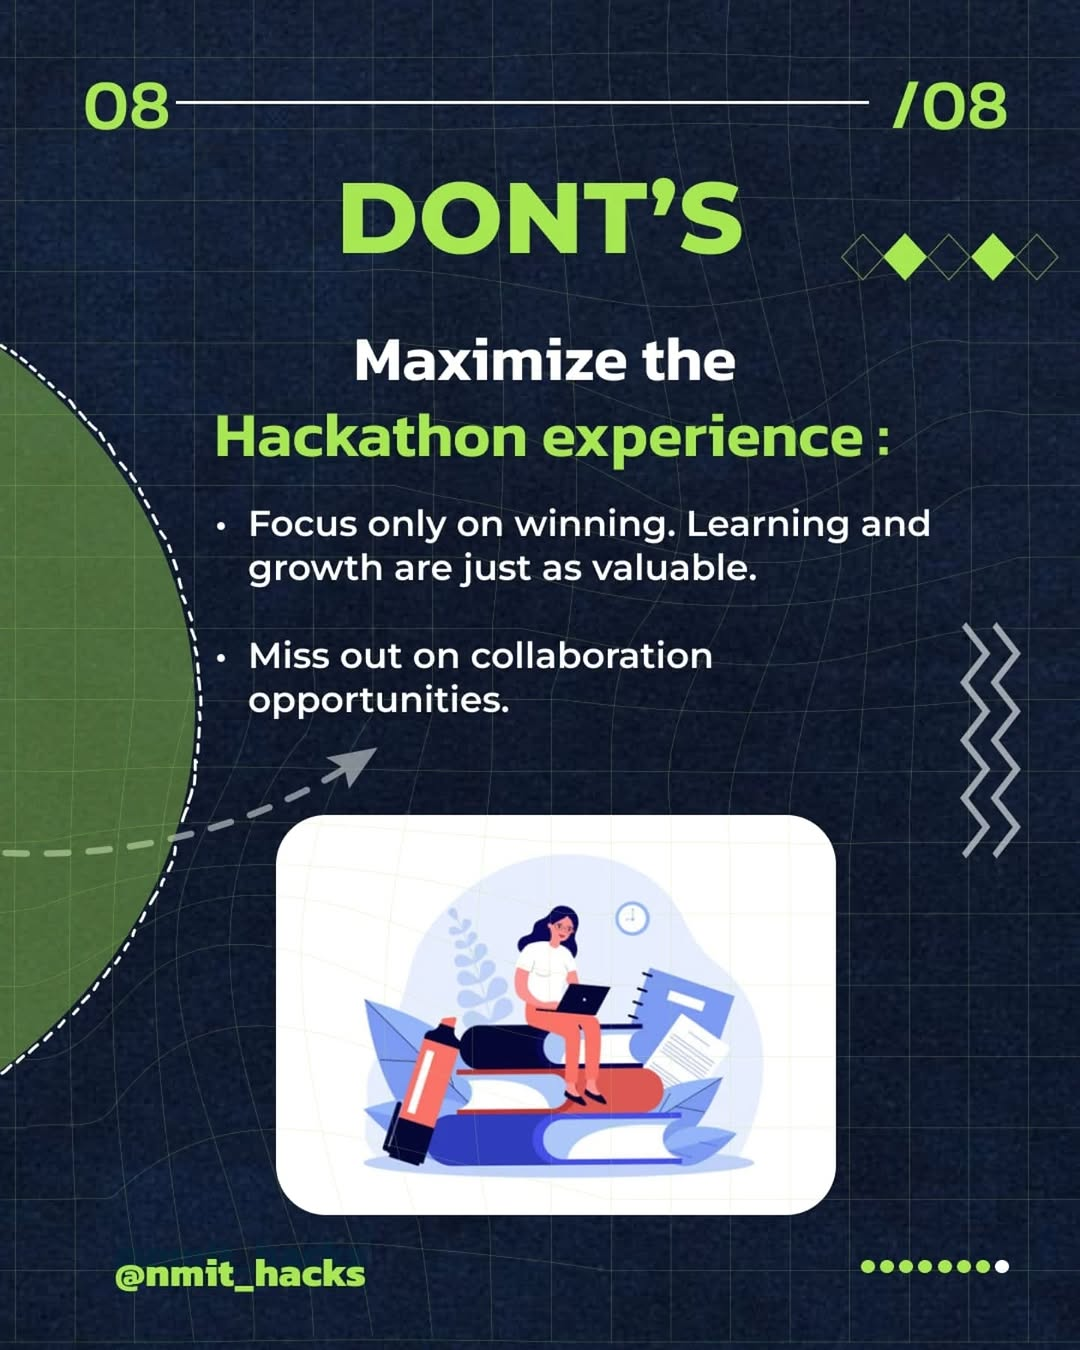 08
/08
DONT’S
Maximize the
Hackathon experience :
• Focus only on winning. Learning and
growth are just as valuable.
• Miss out on collaboration
opportunities.
@nmit_hacks